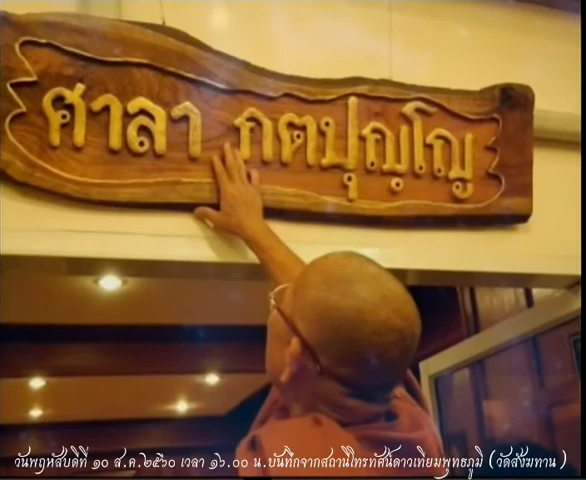 ศาลา กตปุญฺโญ
วันพฤหัสบดีที่ ๑๐ ส.ค.๒๕๖๐ เวลา ๑๖.๐๐ น.บันทึกจากสถานีโทรทัศน์ดาวเทียมพุทธภูมิ ( วัดสังฆทาน )